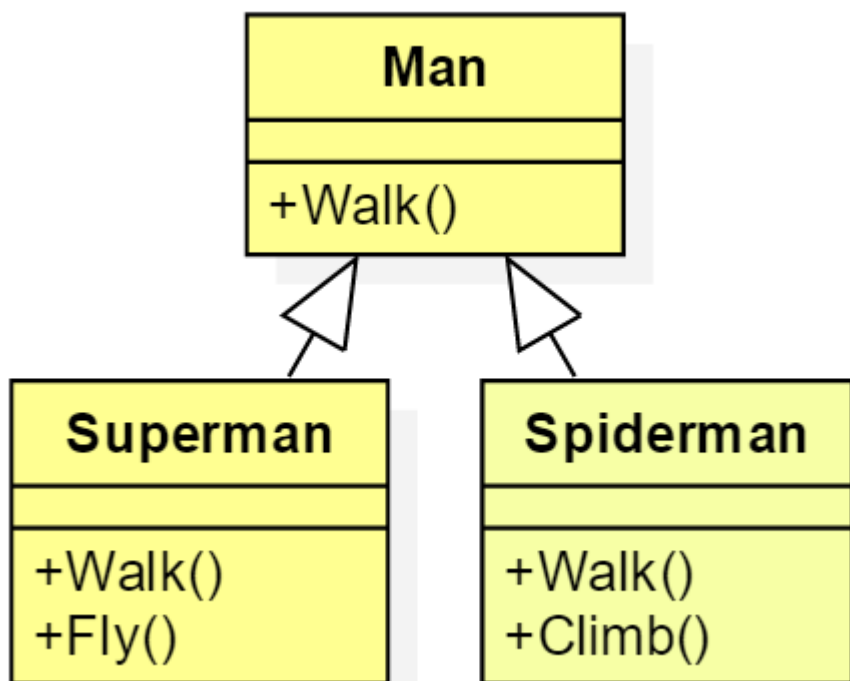 Man
+Walk()
Superman
+Walk()
+Fly()
Spiderman
+Walk()
+Climb()